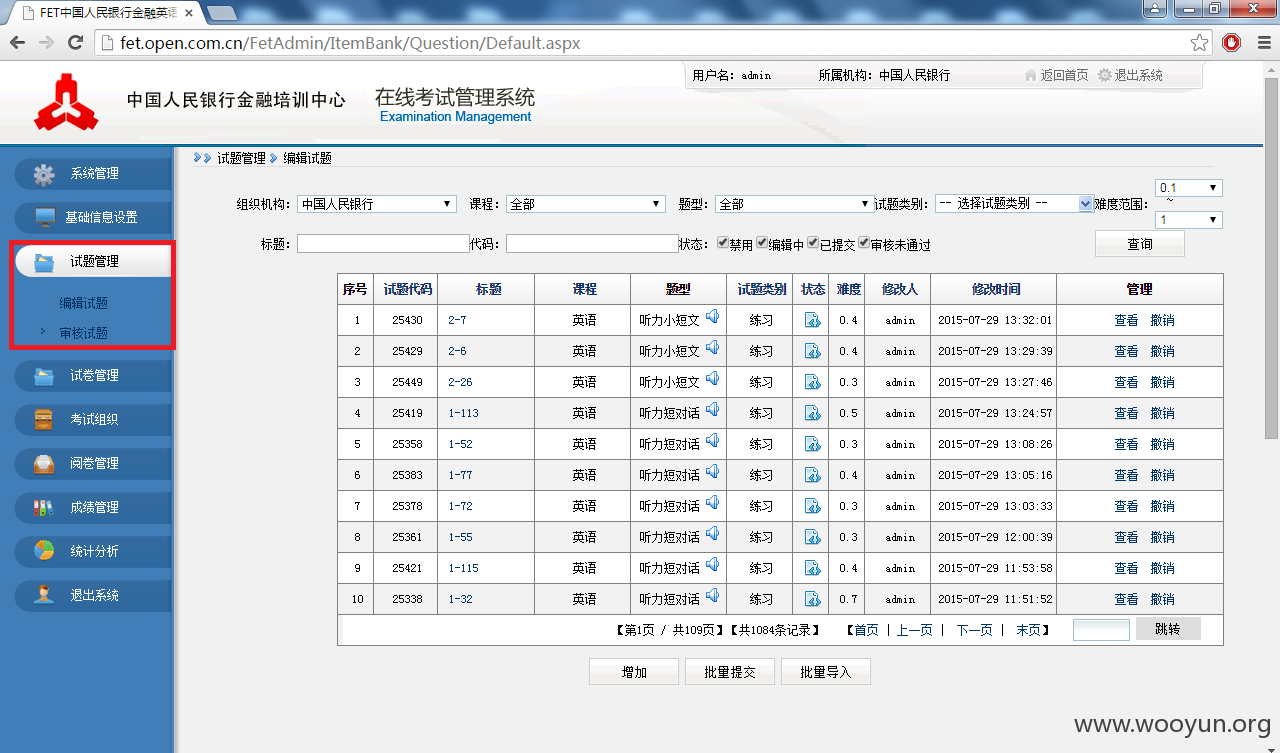 FET中国人民银行金融英语
fet.open.com.cn/FetAdmin/ItemBank/Question/Default.aspx
用户名：admin 所属机构：中国人民银行 返回首页 退出系统
中国人民银行金融培训中心 在线考试管理系统
Examination Management
系统管理
基础信息设置
试题管理
编辑试题
审核试题
试卷管理
考试组织
阅卷管理
成绩管理
统计分析
退出系统
试题管理 编辑试题
组织机构： 中国人民银行 课程： 全部 题型： 全部 试题类别： -- 选择试题类别 -- 难度范围： 0.1 ~ 1
标题： 代码： 状态： 禁用 编辑中 已提交 审核未通过 查询
序号 试题代码 标题 课程 题型 试题类别 状态 难度 修改人 修改时间 管理
1 25430 2-7 英语 听力小短文 练习 0.4 admin 2015-07-29 13:32:01 查看 撤销
2 25429 2-6 英语 听力小短文 练习 0.4 admin 2015-07-29 13:29:39 查看 撤销
3 25449 2-26 英语 听力小短文 练习 0.3 admin 2015-07-29 13:27:46 查看 撤销
4 25419 1-113 英语 听力短对话 练习 0.5 admin 2015-07-29 13:24:57 查看 撤销
5 25358 1-52 英语 听力短对话 练习 0.3 admin 2015-07-29 13:08:26 查看 撤销
6 25383 1-77 英语 听力短对话 练习 0.4 admin 2015-07-29 13:05:16 查看 撤销
7 25378 1-72 英语 听力短对话 练习 0.3 admin 2015-07-29 13:03:33 查看 撤销
8 25361 1-55 英语 听力短对话 练习 0.3 admin 2015-07-29 12:00:39 查看 撤销
9 25421 1-115 英语 听力短对话 练习 0.4 admin 2015-07-29 11:53:58 查看 撤销
10 25338 1-32 英语 听力短对话 练习 0.7 admin 2015-07-29 11:51:52 查看 撤销
【第1页 / 共109页】【共1084条记录】 【首页 | 上一页 | 下一页 | 末页】 跳转
增加 批量提交 批量导入
www.wooyun.org